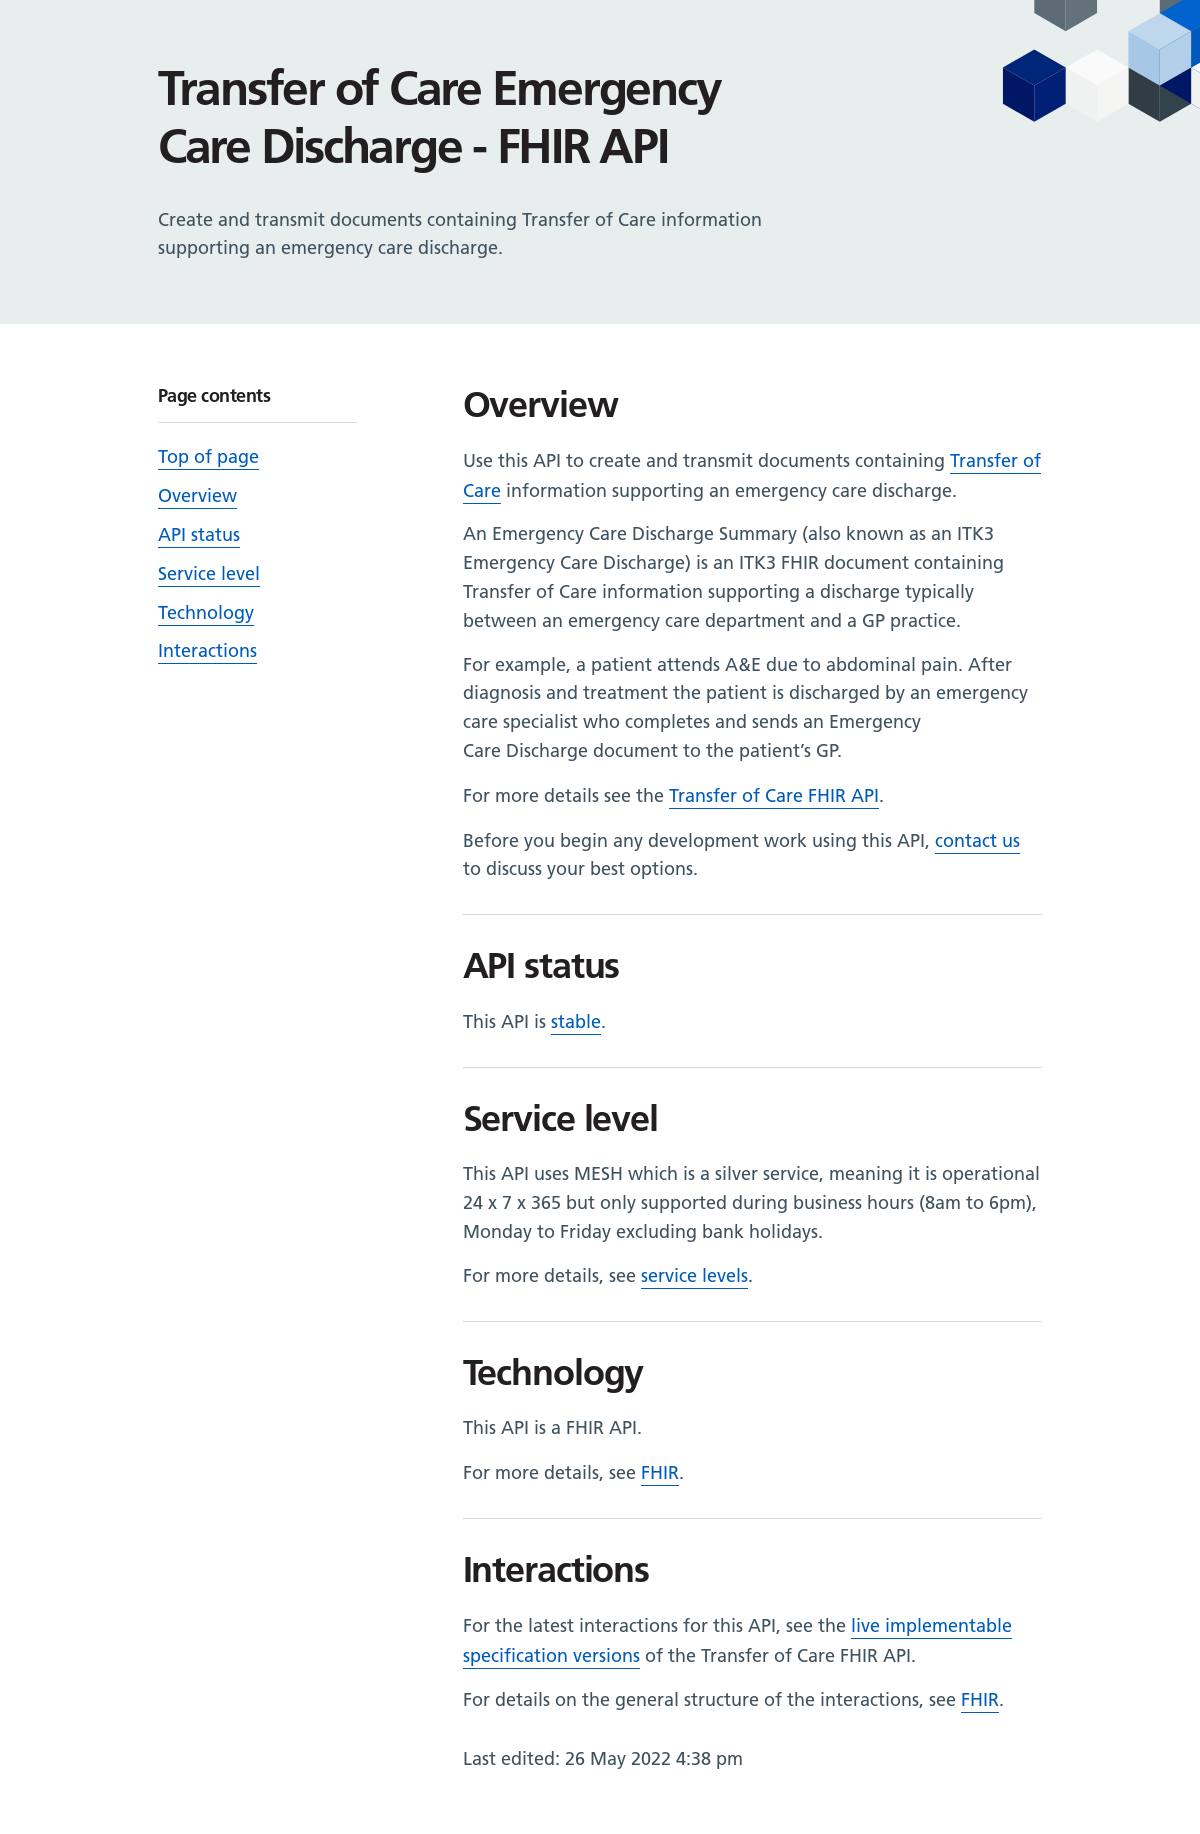 Transfer of Care Emergency
Care Discharge - FHIR API
Create and transmit documents containing Transfer of Care information
supporting an emergency care discharge.
Page contents
Top of page
Overview
API status
Service level
Technology
Interactions
Overview
Use this API to create and transmit documents containing Transfer of
Care information supporting an emergency care discharge.
An Emergency Care Discharge Summary (also known as an ITK3
Emergency Care Discharge) is an ITK3 FHIR document containing
Transfer of Care information supporting a discharge typically
between an emergency care department and a GP practice.
For example, a patient attends A&E due to abdominal pain. After
diagnosis and treatment the patient is discharged by an emergency
care specialist who completes and sends an Emergency
Care Discharge document to the patient’s GP.
For more details see the Transfer of Care FHIR API.
Before you begin any development work using this API, contact us
to discuss your best options.
API status
This API is stable.
Service level
This API uses MESH which is a silver service, meaning it is operational
24 x 7 x 365 but only supported during business hours (8am to 6pm),
Monday to Friday excluding bank holidays.
For more details, see service levels.
Technology
This API is a FHIR API.
For more details, see FHIR.
Interactions
For the latest interactions for this API, see the live implementable
specification versions of the Transfer of Care FHIR API.
For details on the general structure of the interactions, see FHIR.
Last edited: 26 May 2022 4:38 pm